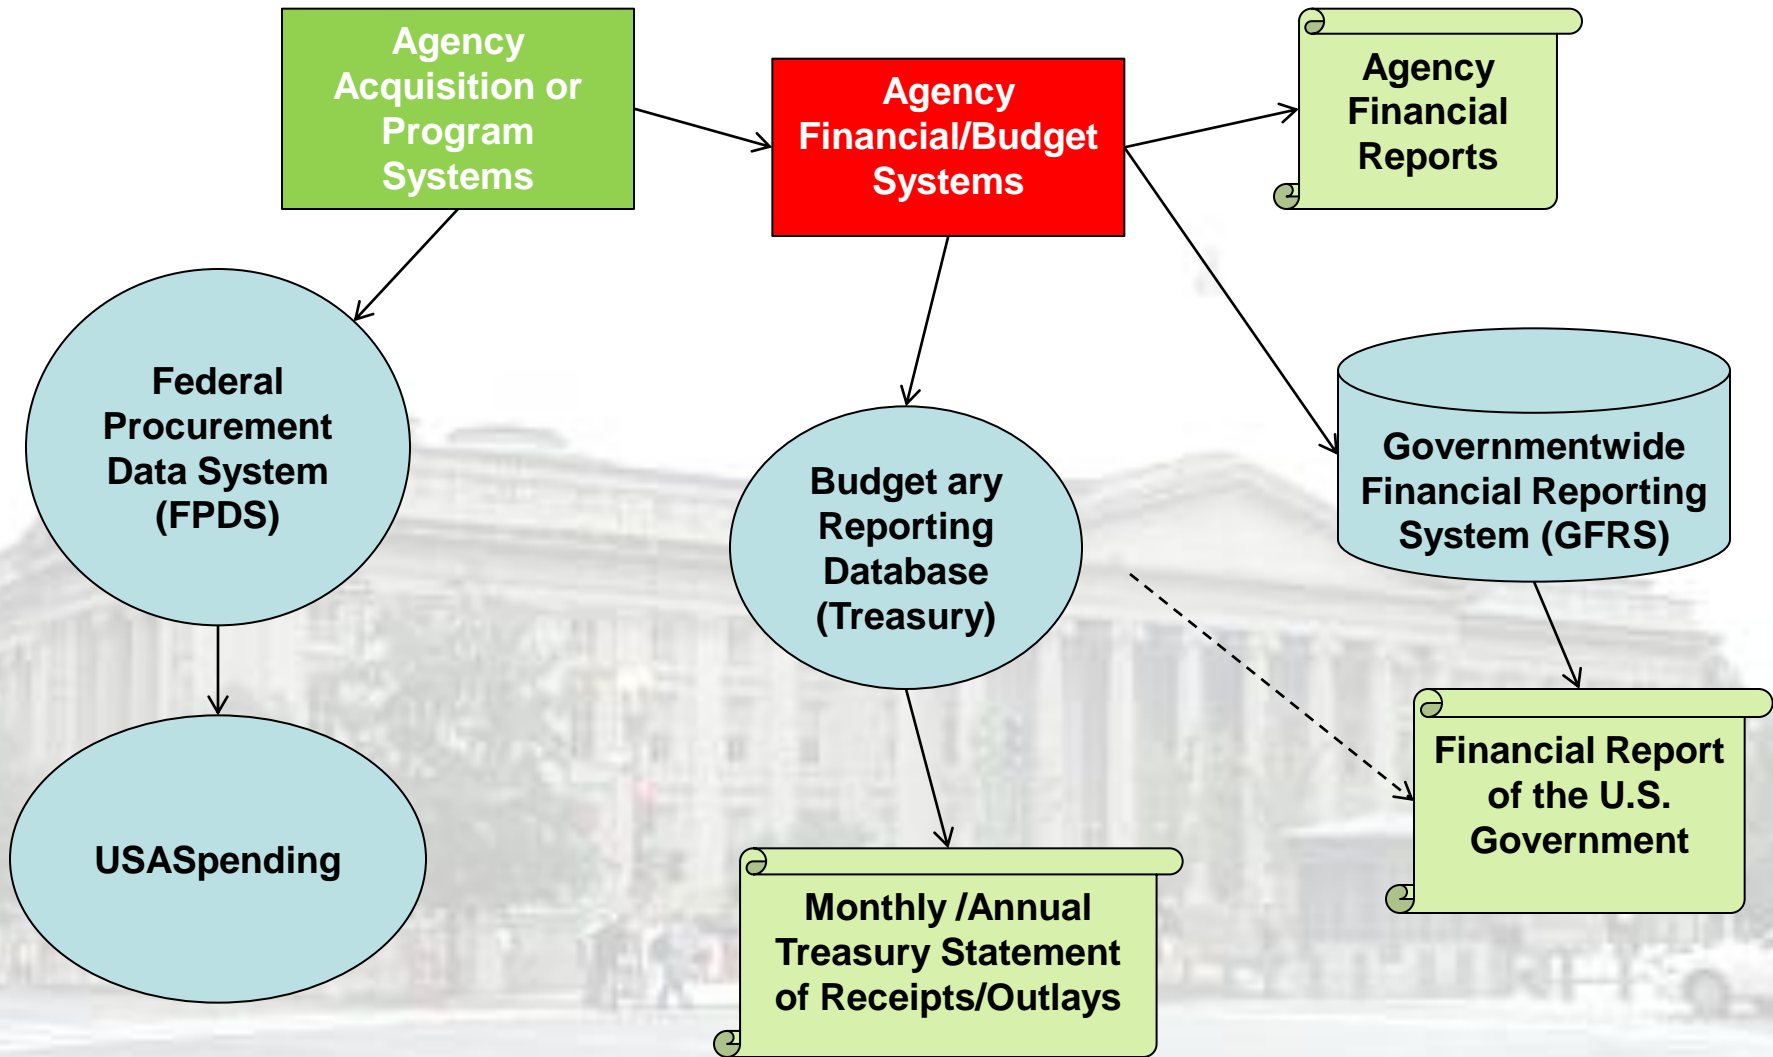 Agency
Acquisition or
Program
Systems
Agency
Financial/Budget
Systems
Agency
Financial
Reports
Federal
Procurement
Data System
(FPDS)
Budget ary
Reporting
Database
(Treasury)
Governmentwide
Financial Reporting
System (GFRS)
USASpending
Monthly /Annual
Treasury Statement
of Receipts/Outlays
Financial Report
of the U.S.
Government